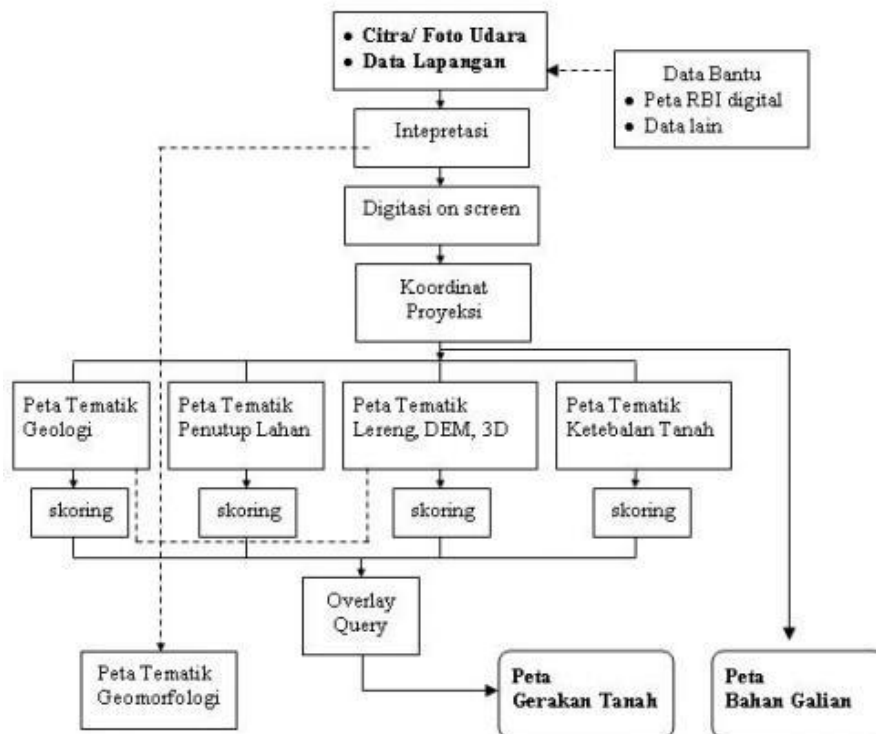 ● Citra/ Foto Udara
● Data Lapangan
Data Bantu
● Peta RBI digital
● Data lain
Intepretasi
Digitasi on screen
Koordinat
Proyeksi
Peta Tematik
Geologi
Peta Tematik
Penutup Lahan
Peta Tematik
Lereng, DEM, 3D
Peta Tematik
Ketebalan Tanah
skoring
skoring
skoring
skoring
Overlay
Query
Peta Tematik
Geomorfologi
Peta
Gerakan Tanah
Peta
Bahan Galian